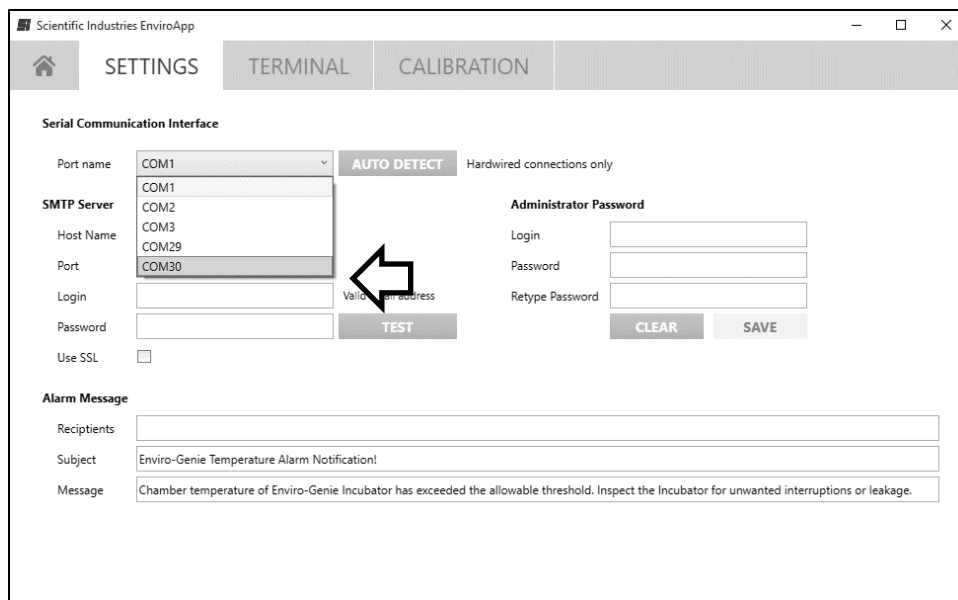 Scientific Industries EnviroApp
SETTINGS TERMINAL CALIBRATION
Serial Communication Interface
Port name COM1 AUTO DETECT Hardwired connections only
COM1
SMTP Server COM2 Administrator Password
Host Name COM3 Login
COM29
Port COM30 Password
Login Valid address Retype Password
Password TEST CLEAR SAVE
Use SSL
Alarm Message
Reciptients
Subject Enviro-Genie Temperature Alarm Notification!
Message Chamber temperature of Enviro-Genie Incubator has exceeded the allowable threshold. Inspect the Incubator for unwanted interruptions or leakage.